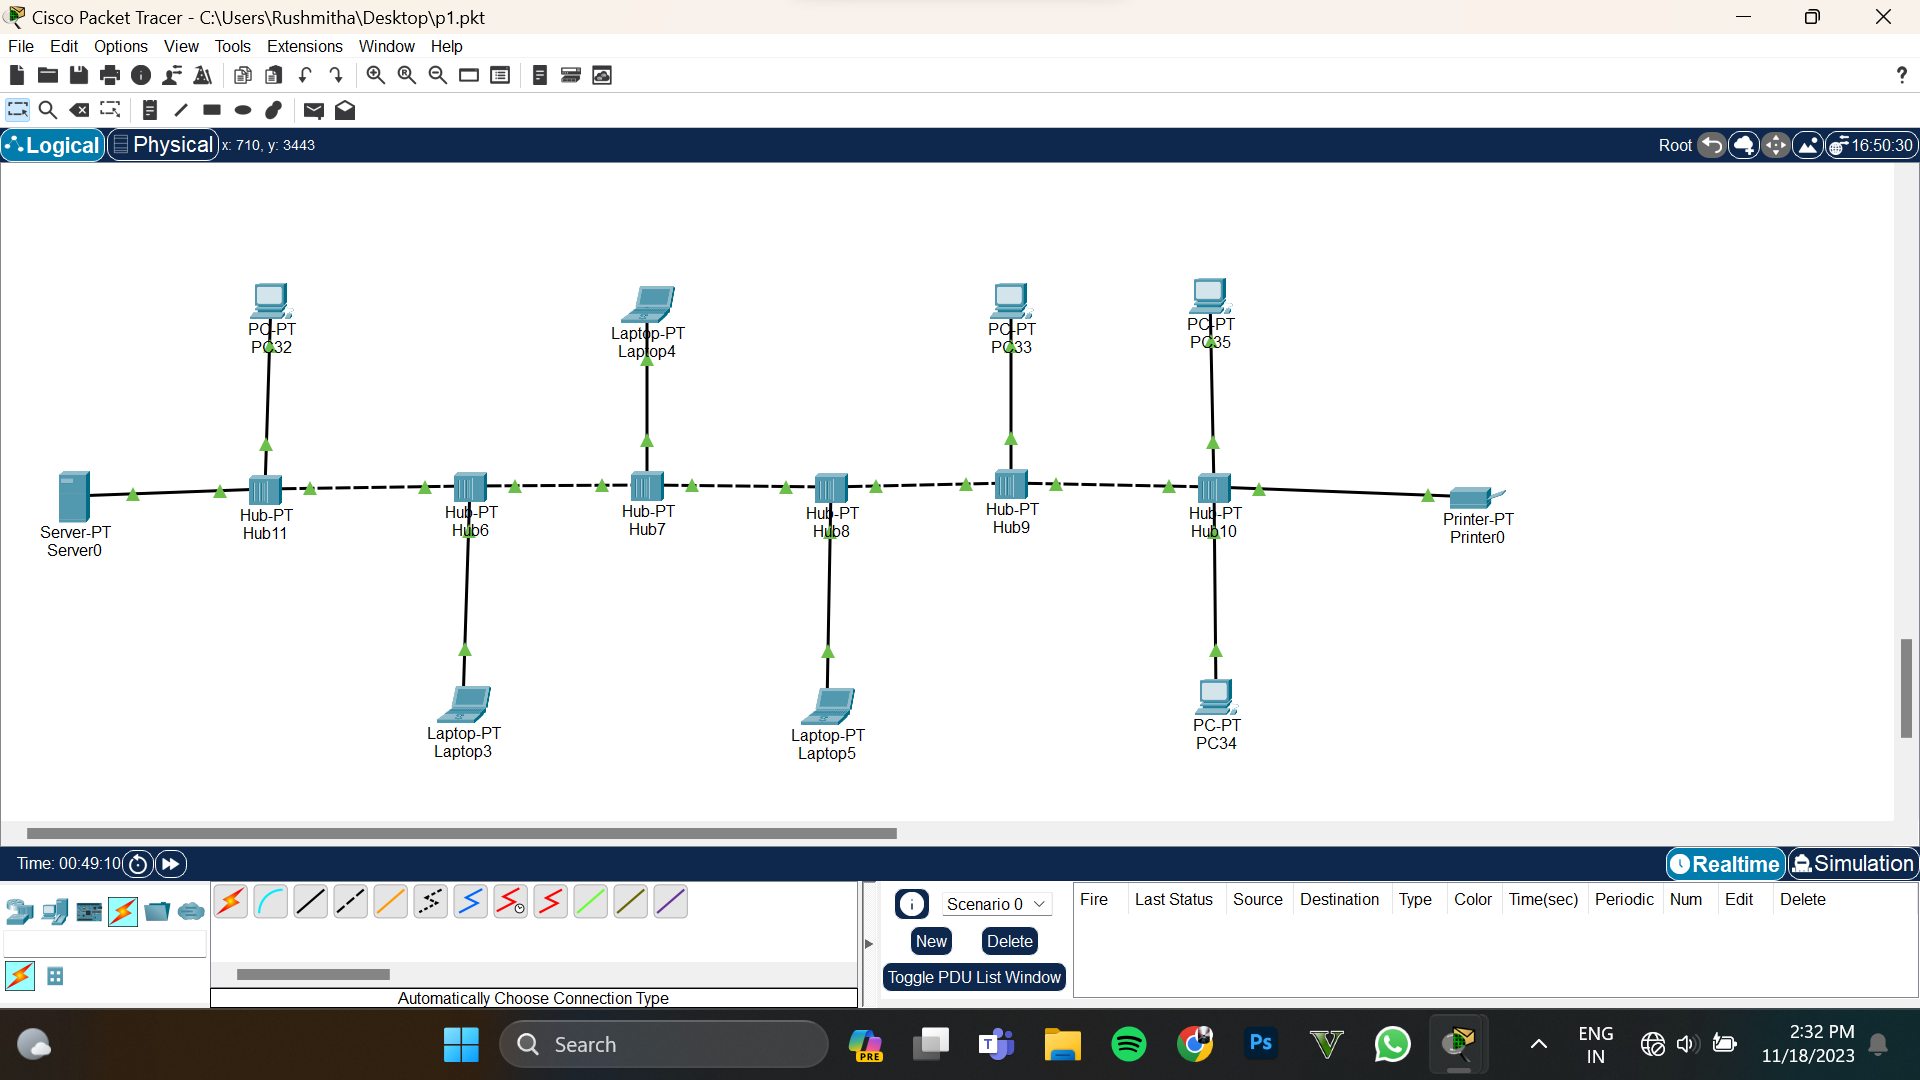 Cisco Packet Tracer - C:\Users\Rushmitha\Desktop\p1.pkt
File Edit Options View Tools Extensions Window Help
?
Logical Physical x: 710, y: 3443 Root 16:50:30
PC-PT
PC32
Laptop-PT
Laptop4
PC-PT
PC33
PC-PT
PC35
Server-PT
Server0
Hub-PT
Hub11
Hub-PT
Hub6
Hub-PT
Hub7
Hub-PT
Hub8
Hub-PT
Hub9
Hub-PT
Hub10
Printer-PT
Printer0
Laptop-PT
Laptop3
Laptop-PT
Laptop5
PC-PT
PC34
Time: 00:49:10 Realtime Simulation
Scenario 0
New Delete
Toggle PDU List Window
Fire Last Status Source Destination Type Color Time(sec) Periodic Num Edit Delete
Automatically Choose Connection Type
Search
PRE
T
Ps
ENG
IN
2:32 PM
11/18/2023